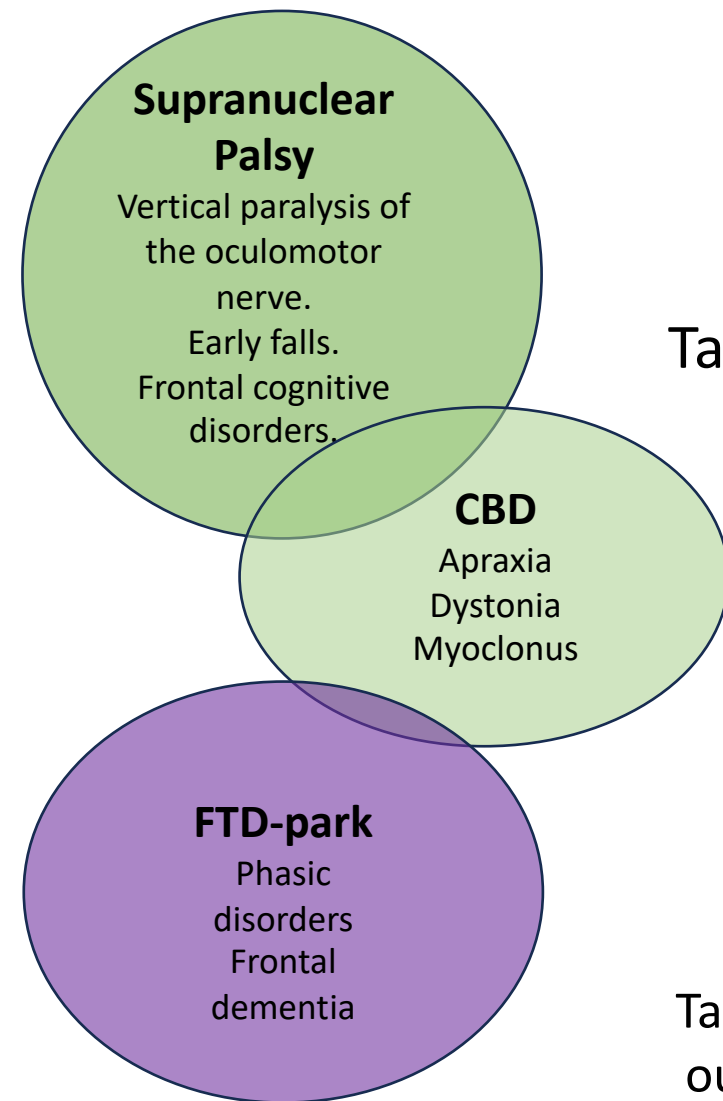 Supranuclear
Palsy
Vertical paralysis of
the oculomotor
nerve.
Early falls.
Frontal cognitive
disorders.
Ta
CBD
Apraxia
Dystonia
Myoclonus
FTD-park
Phasic
disorders
Frontal
dementia
Ta
ou